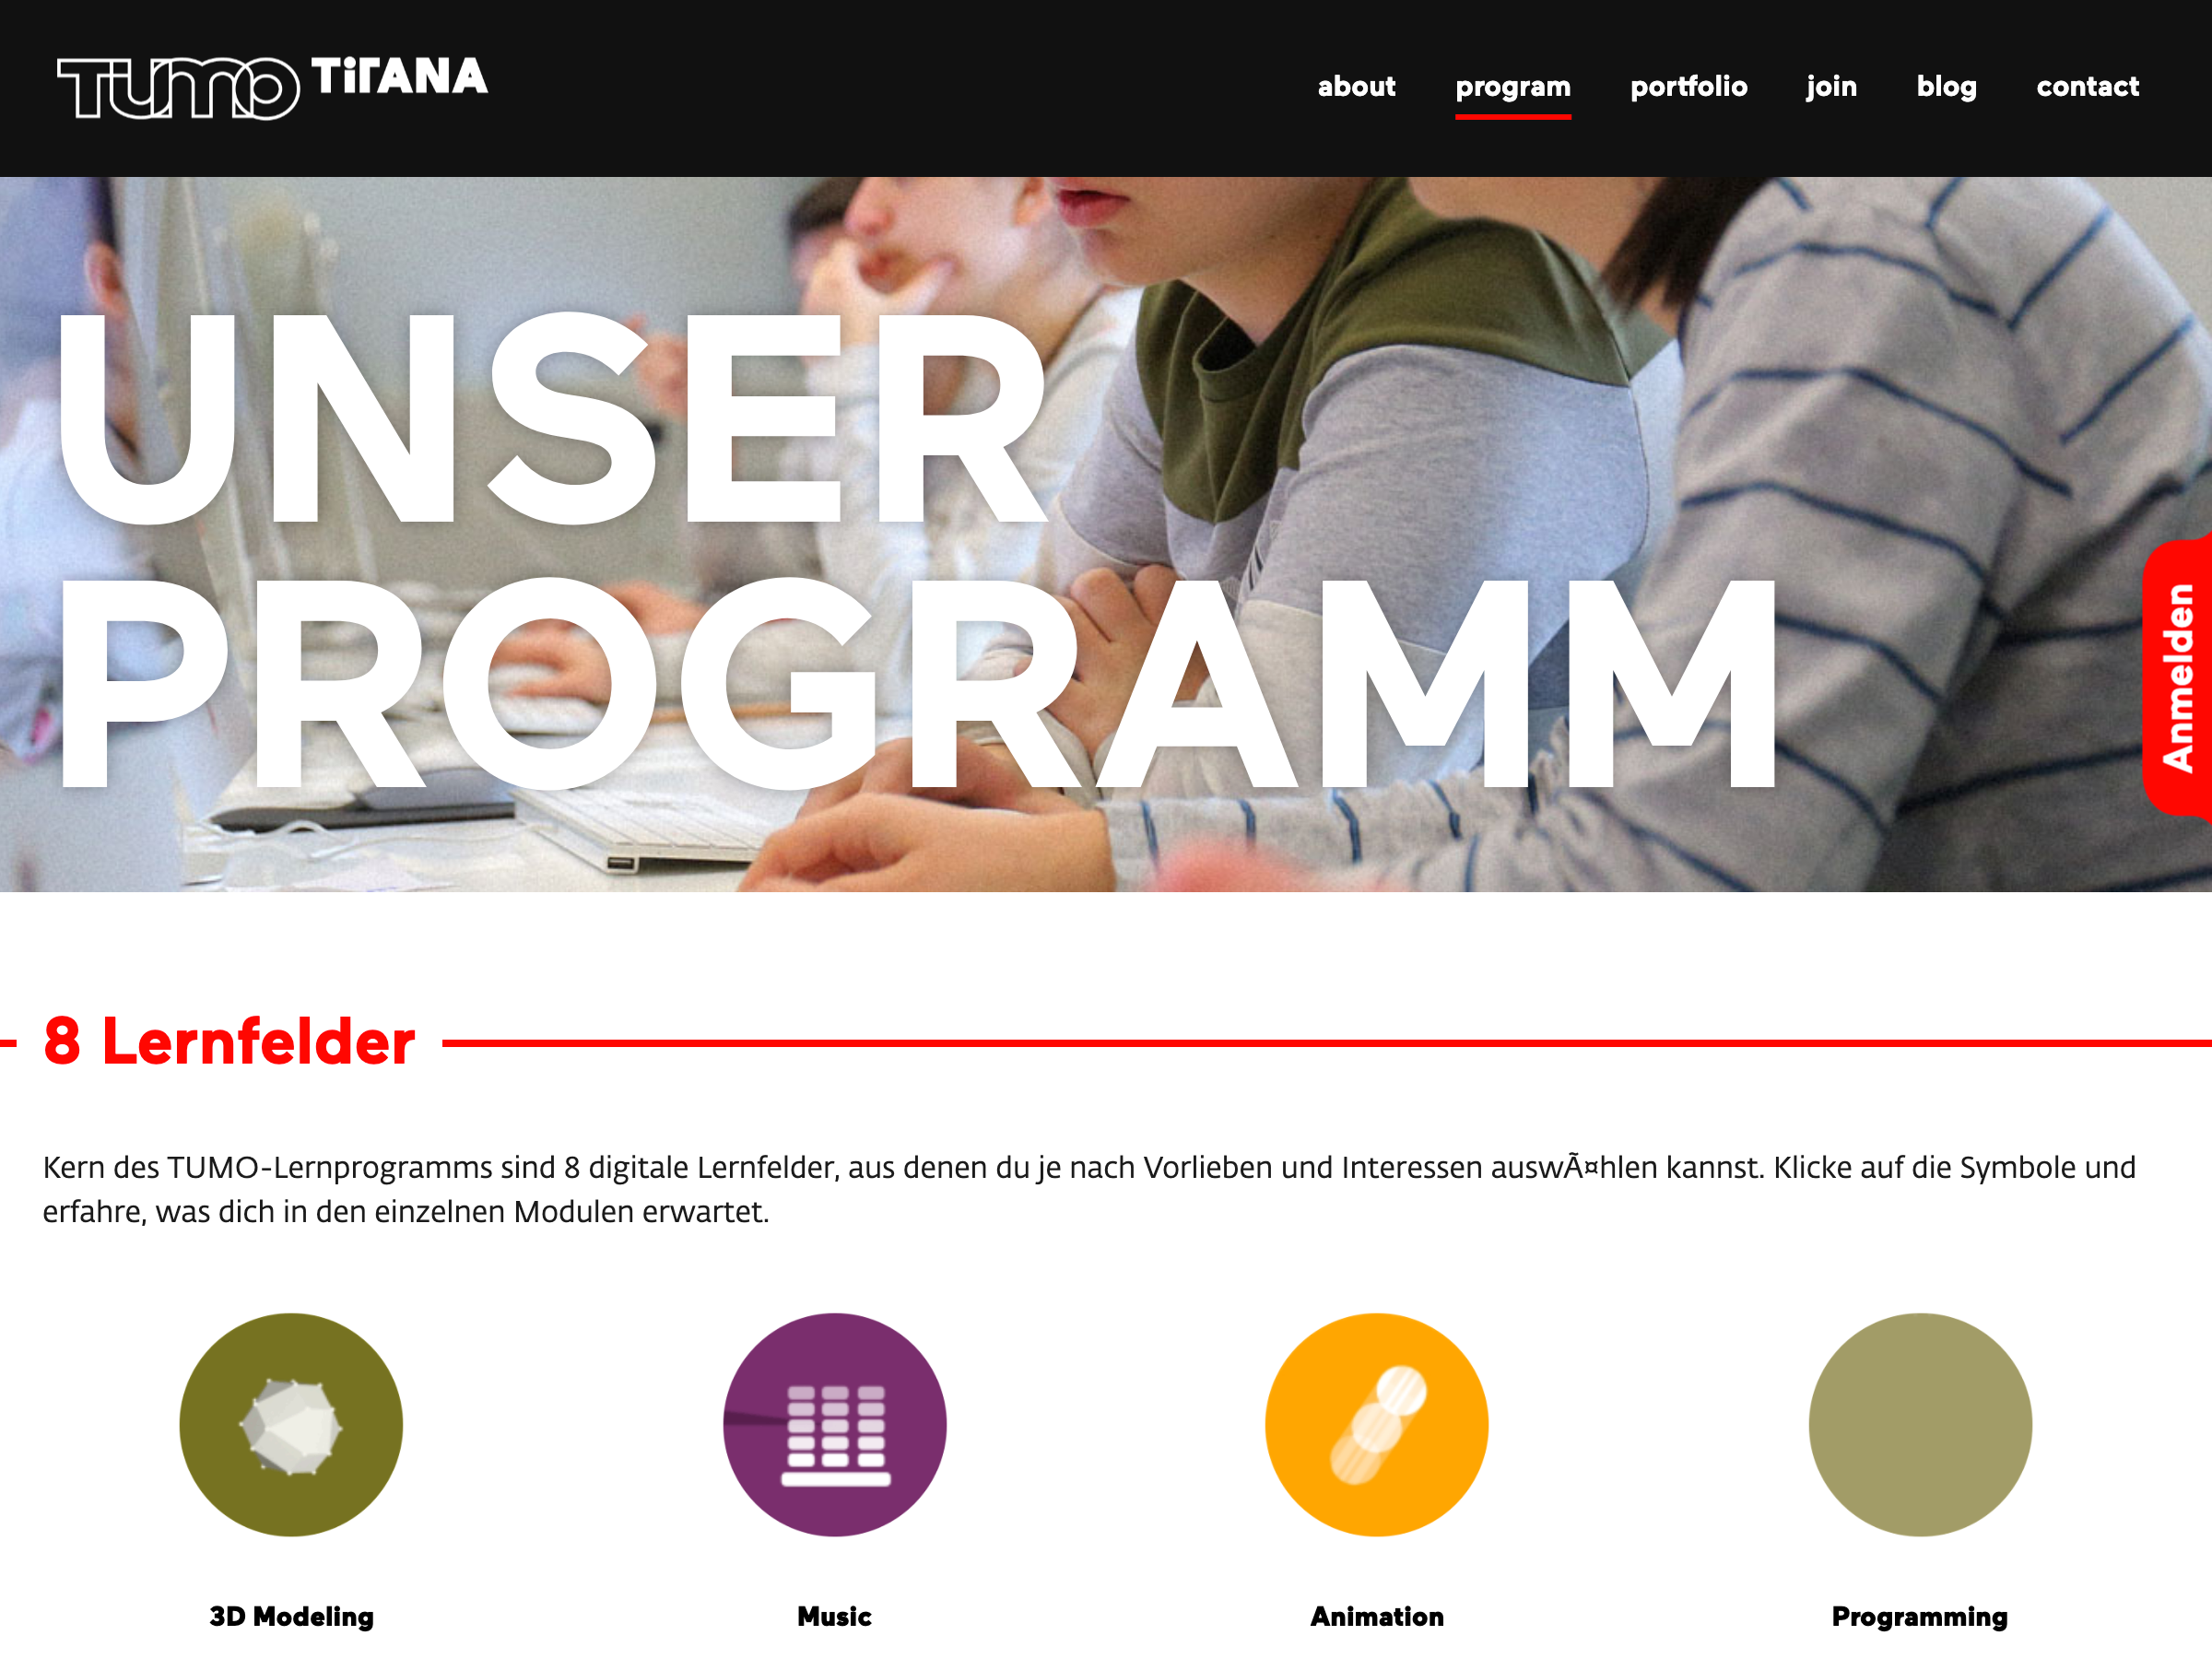 TUMO TiRANA
about program portfolio join blog contact
UNSER
PROGRAMM
Anmelden
8 Lernfelder
Kern des TUMO-Lernprogramms sind 8 digitale Lernfelder, aus denen du je nach Vorlieben und Interessen auswÃ¤hlen kannst. Klicke auf die Symbole und
erfahre, was dich in den einzelnen Modulen erwartet.
3D Modeling
Music
Animation
Programming